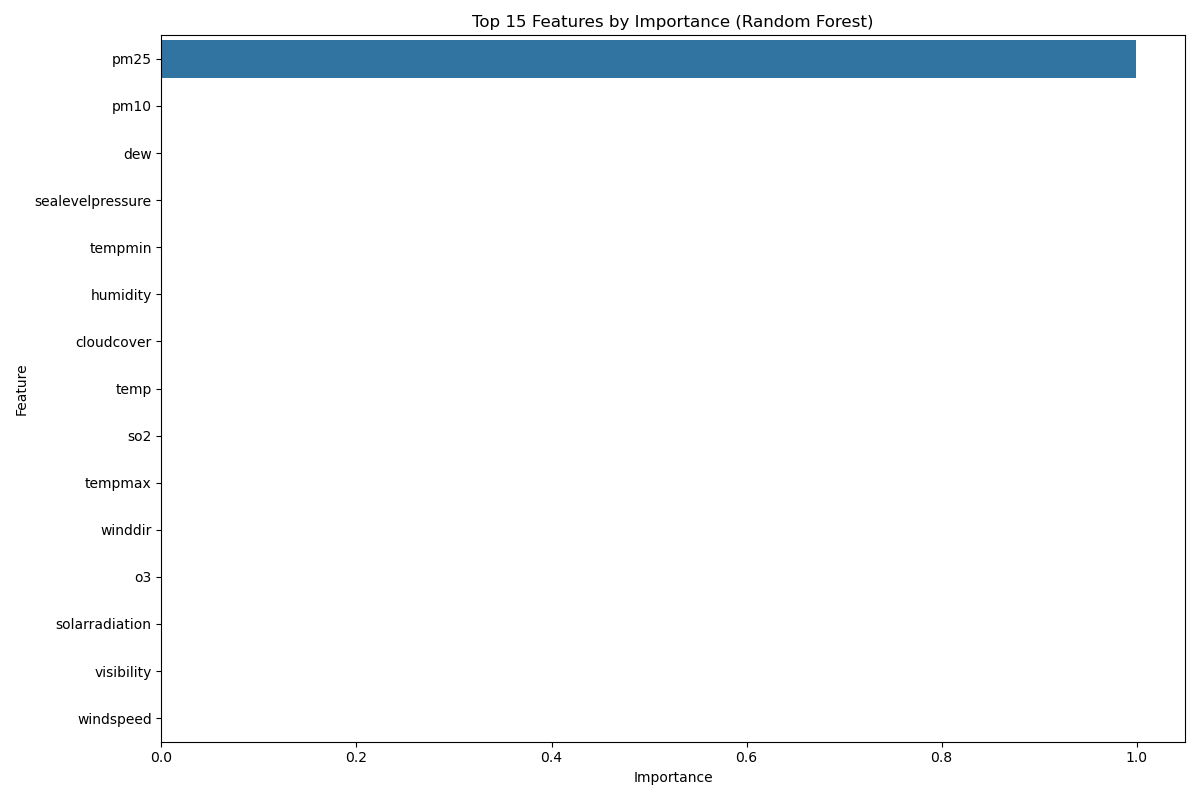 Top 15 Features by Importance (Random Forest)
pm25
pm10
dew
sealevelpressure
tempmin
humidity
cloudcover
temp
so2
tempmax
winddir
o3
solarradiation
visibility
windspeed
Feature
0.0 0.2 0.4 0.6 0.8 1.0
Importance